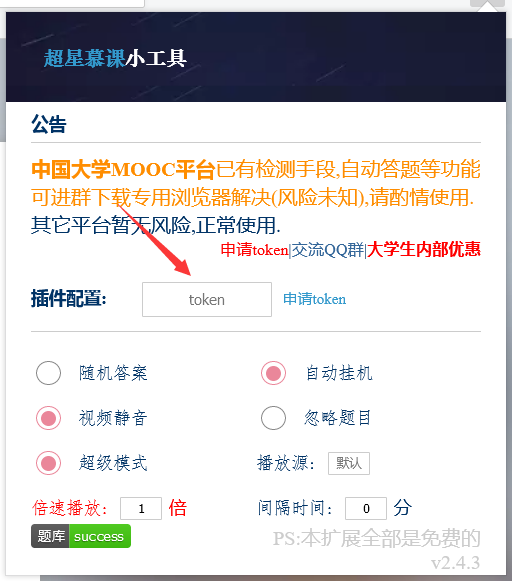 超星慕课小工具
公告
中国大学MOOC平台已有检测手段,自动答题等功能
可进群下载专用浏览器解决(风险未知),请酌情使用.
其它平台暂无风险,正常使用.
申请token|交流QQ群|大学生内部优惠
插件配置: token 申请token
随机答案 自动挂机
视频静音 忽略题目
超级模式 播放源: 默认
倍速播放: 1 倍 间隔时间: 0 分
题库 success
PS:本扩展全部是免费的
v2.4.3